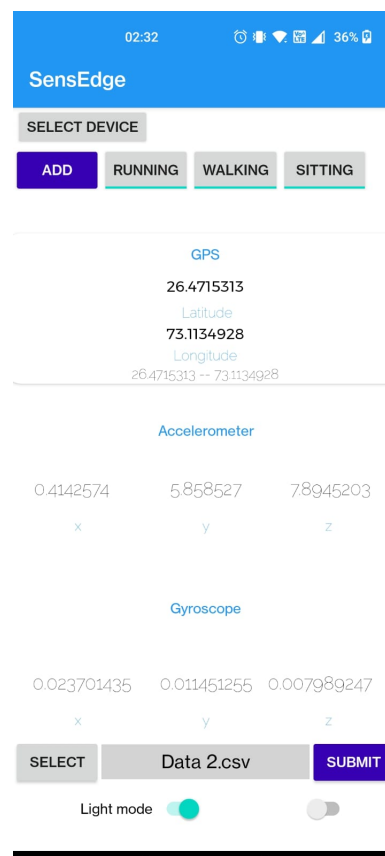 02:32 36%
SensEdge
SELECT DEVICE
ADD RUNNING WALKING SITTING
GPS
26.4715313
Latitude
73.1134928
Longitude
26.4715313 -- 73.1134928
Accelerometer
0.4142574 5.858527 7.8945203
x y z
Gyroscope
0.023701435 0.011451255 0.007989247
x y z
SELECT Data 2.csv SUBMIT
Light mode